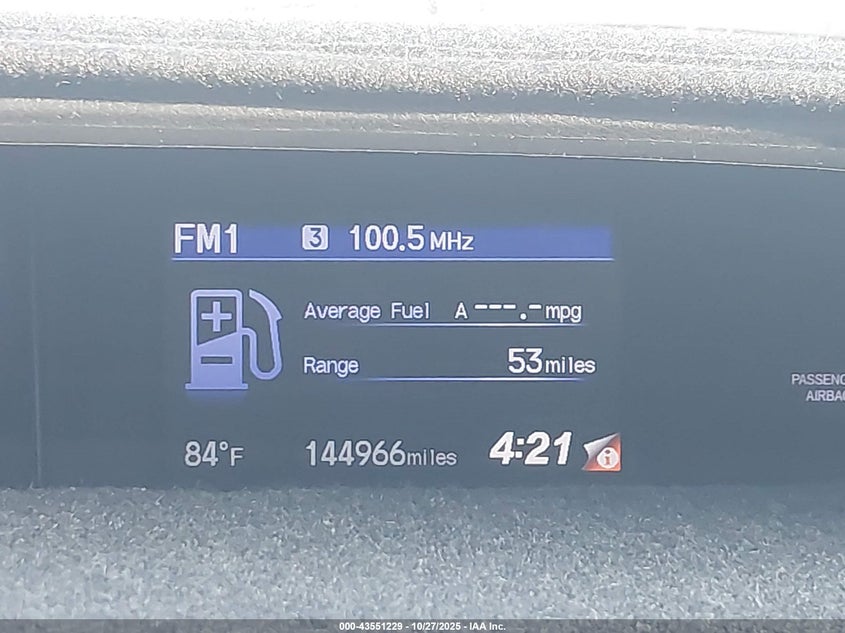 FM1 3 100.5 MHz
Average Fuel A ---.- mpg
Range 53 miles
PASSENG
AIRBAG
84°F 144966 miles 4:21 i
000-43551229 - 10/27/2025 - IAA Inc.